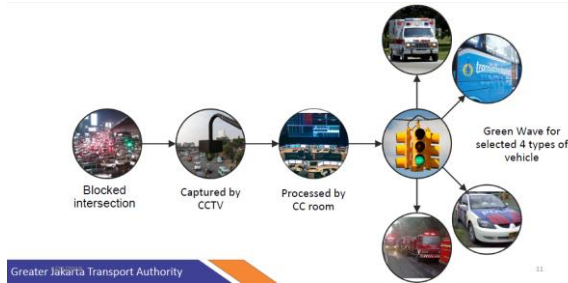 Blocked
intersection
Captured by
CCTV
Processed by
CC room
Green Wave for
selected 4 types of
vehicle
Greater Jakarta Transport Authority
11